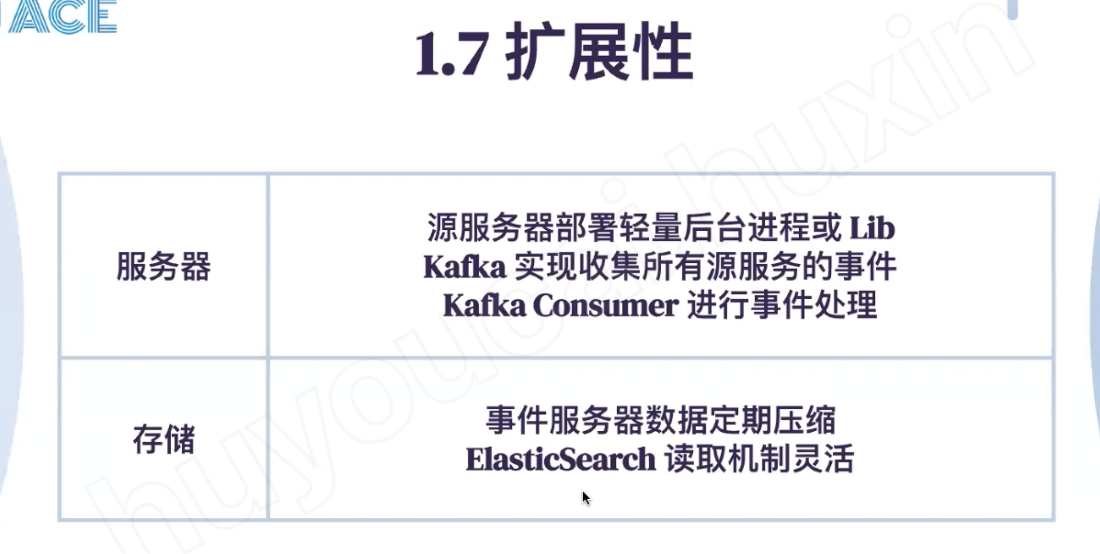 ACE
1.7 扩展性
服务器
源服务器部署轻量后台进程或 Lib
Kafka 实现收集所有源服务的事件
Kafka Consumer 进行事件处理
存储
事件服务器数据定期压缩
ElasticSearch 读取机制灵活
huyoucai huxin